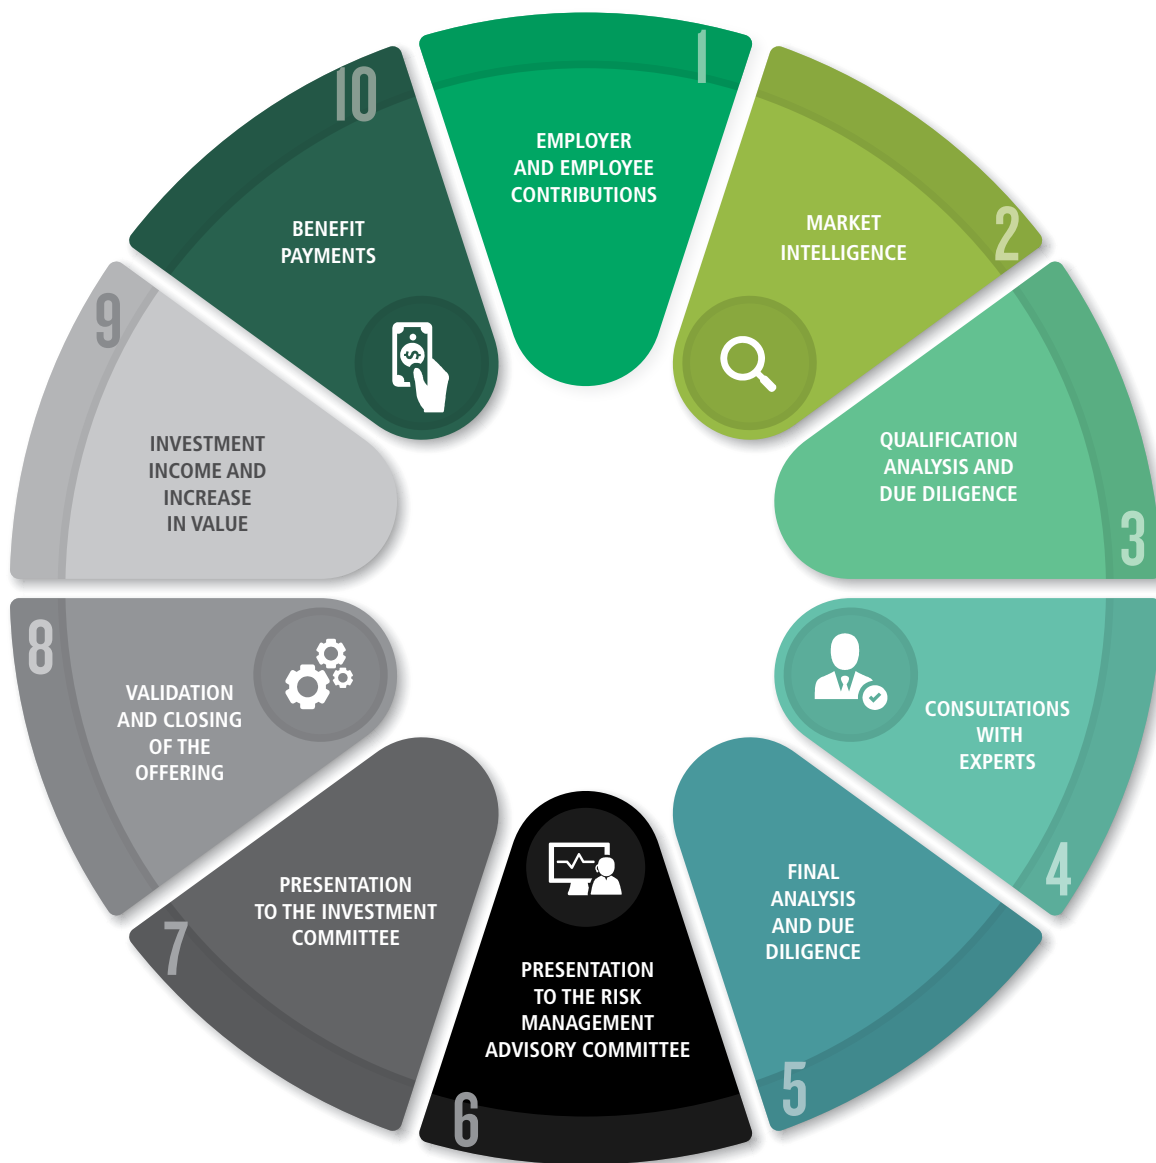 1
EMPLOYER
AND EMPLOYEE
CONTRIBUTIONS
2
MARKET
INTELLIGENCE
3
QUALIFICATION
ANALYSIS AND
DUE DILIGENCE
4
CONSULTATIONS
WITH
EXPERTS
5
FINAL
ANALYSIS
AND DUE
DILIGENCE
6
PRESENTATION
TO THE RISK
MANAGEMENT
ADVISORY COMMITTEE
7
PRESENTATION
TO THE INVESTMENT
COMMITTEE
8
VALIDATION
AND CLOSING
OF THE
OFFERING
9
INVESTMENT
INCOME AND
INCREASE
IN VALUE
10
BENEFIT
PAYMENTS
$